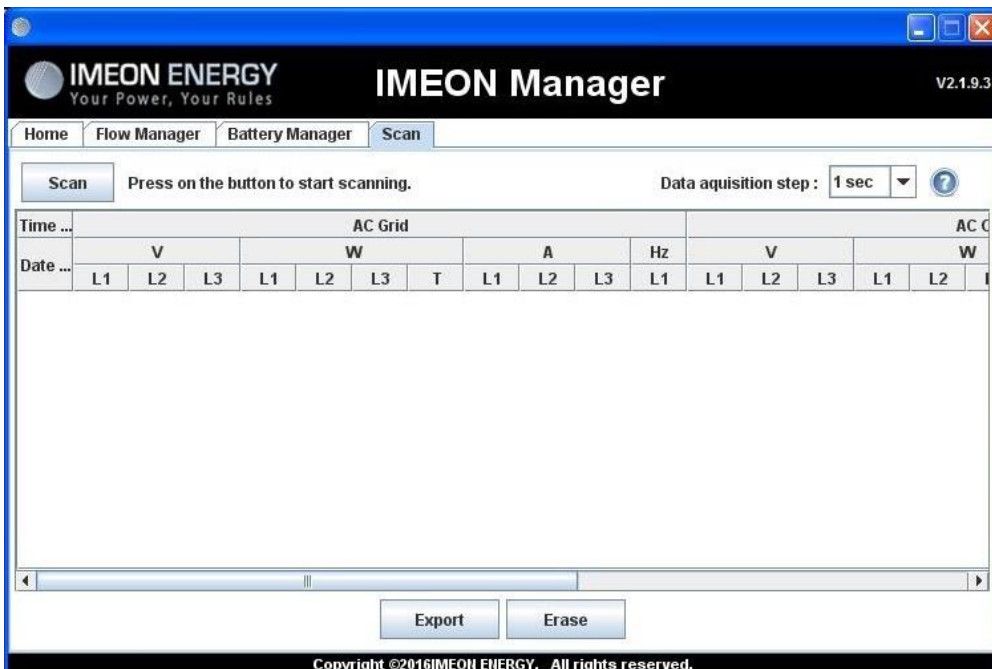 IMEON ENERGY
Your Power, Your Rules
IMEON Manager
V2.1.9.3
Home Flow Manager Battery Manager Scan
Scan Press on the button to start scanning. Data aquisition step : 1 sec
Time ... AC Grid AC
Date ... V W A Hz V W
L1 L2 L3 L1 L2 L3 T L1 L2 L3 L1 L1 L2 L3 L1 L2
Export Erase
Copyright ©2016IMEON ENERGY. All rights reserved.